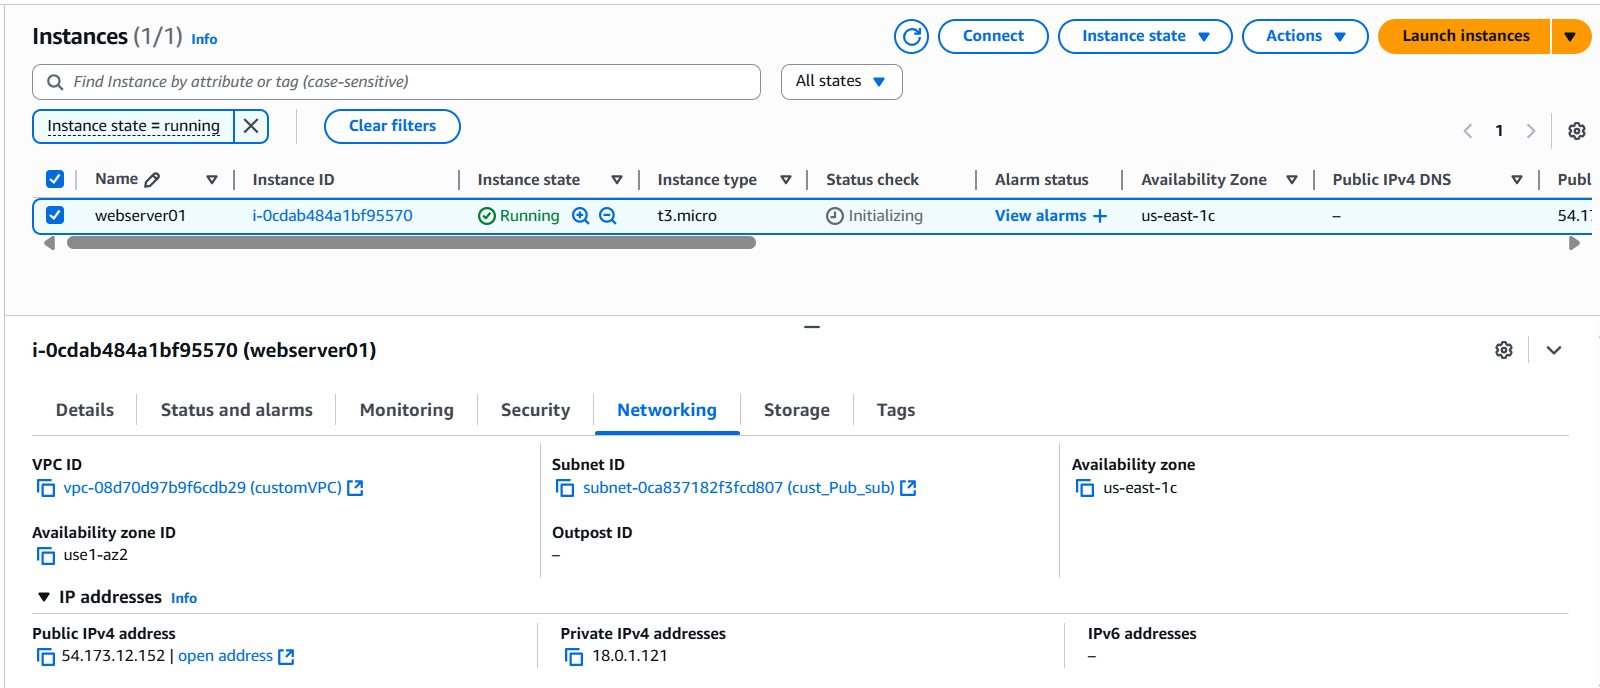 Instances (1/1) Info
Connect
Instance state
Actions
Launch instances
Find Instance by attribute or tag (case-sensitive)
All states
Instance state = running
Clear filters
1
Name Instance ID Instance state Instance type Status check Alarm status Availability Zone Public IPv4 DNS Publ
webserver01 i-0cdab484a1bf95570 Running t3.micro Initializing View alarms + us-east-1c – 54.17
i-0cdab484a1bf95570 (webserver01)
Details Status and alarms Monitoring Security Networking Storage Tags
VPC ID Subnet ID Availability zone
vpc-08d70d97b9f6cdb29 (customVPC) subnet-0ca837182f3fcd807 (cust_Pub_sub) us-east-1c
Availability zone ID Outpost ID
use1-az2 –
IP addresses Info
Public IPv4 address Private IPv4 addresses IPv6 addresses
54.173.12.152 | open address 18.0.1.121 –